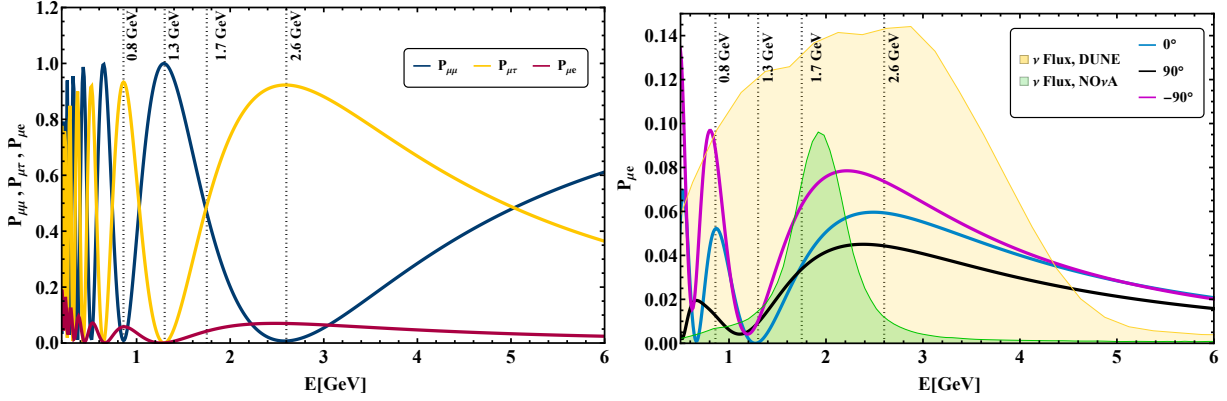 1.2
1.0
0.8
0.6
0.4
0.2
0.0
P_μμ , P_μτ , P_μe
0.8 GeV
1.3 GeV
1.7 GeV
2.6 GeV
P_μμ P_μτ P_μe
1 2 3 4 5 6
E[GeV]
0.14
0.12
0.10
0.08
0.06
0.04
0.02
0.00
P_μe
0.8 GeV
1.3 GeV
1.7 GeV
2.6 GeV
ν Flux, DUNE
ν Flux, NOνA
0°
90°
−90°
1 2 3 4 5 6
E[GeV]